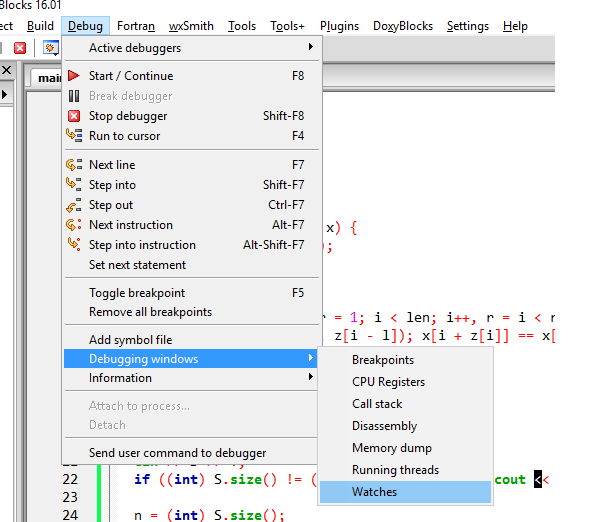 Blocks 16.01
ect Build Debug Fortran wxSmith Tools Tools+ Plugins DoxyBlocks Settings Help
Active debuggers
mai
Start / Continue F8
Break debugger
Stop debugger Shift-F8
Run to cursor F4
Next line F7
Step into Shift-F7
Step out Ctrl-F7
Next instruction Alt-F7
x) {
Step into instruction Alt-Shift-F7
);
Set next statement
Toggle breakpoint F5
Remove all breakpoints
r = 1; i < len; i++, r = i < r
Add symbol file
, z[i - l]); x[i + z[i]] == x[
Debugging windows
Information
Attach to process...
Detach
Send user command to debugger
Breakpoints
CPU Registers
Call stack
Disassembly
Memory dump
Running threads
Watches
22 if ((int) S.size() != ( cout <<
23
24 n = (int) S.size();